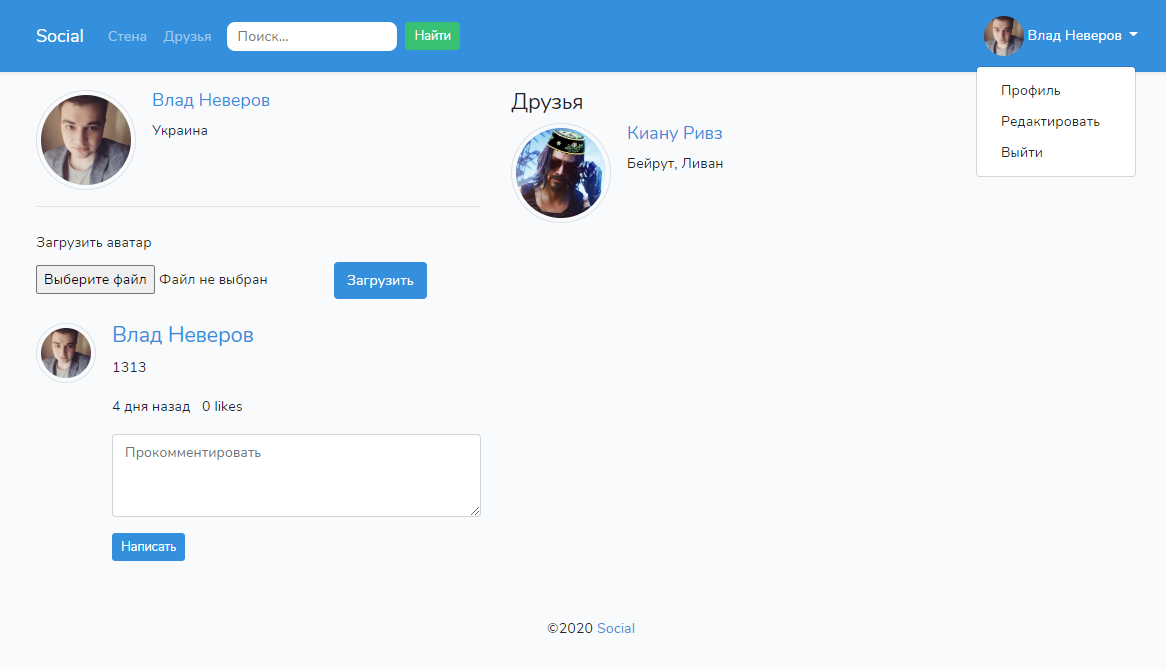 Social Стена Друзья Поиск... Найти Влад Неверов
Профиль
Редактировать
Выйти
Влад Неверов
Украина
Загрузить аватар
Выберите файл Файл не выбран Загрузить
Влад Неверов
1313
4 дня назад 0 likes
Прокомментировать
Написать
Друзья
Киану Ривз
Бейрут, Ливан
©2020 Social